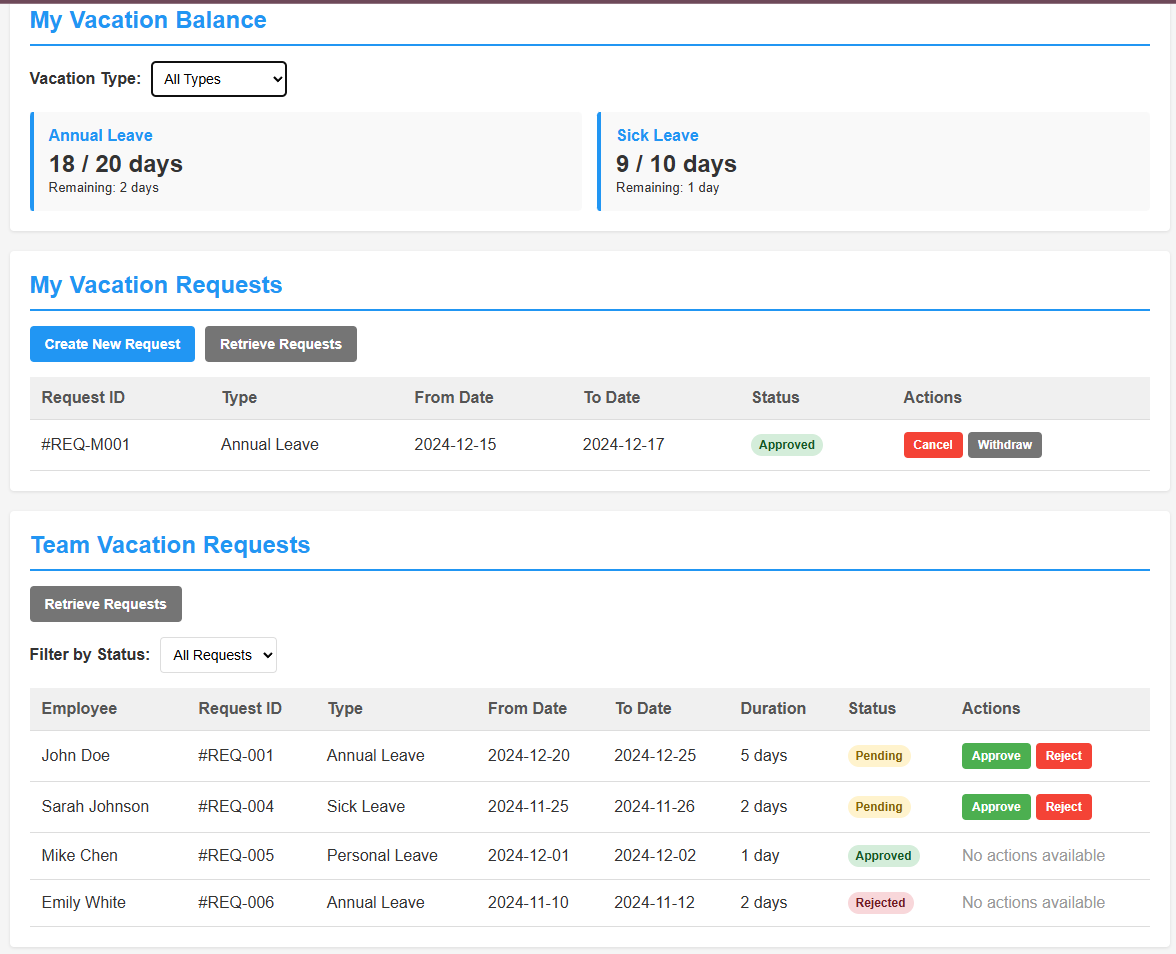 My Vacation Balance
Vacation Type: All Types
Annual Leave
18 / 20 days
Remaining: 2 days
Sick Leave
9 / 10 days
Remaining: 1 day
My Vacation Requests
Create New Request Retrieve Requests
Request ID Type From Date To Date Status Actions
#REQ-M001 Annual Leave 2024-12-15 2024-12-17 Approved Cancel Withdraw
Team Vacation Requests
Retrieve Requests
Filter by Status: All Requests
Employee Request ID Type From Date To Date Duration Status Actions
John Doe #REQ-001 Annual Leave 2024-12-20 2024-12-25 5 days Pending Approve Reject
Sarah Johnson #REQ-004 Sick Leave 2024-11-25 2024-11-26 2 days Pending Approve Reject
Mike Chen #REQ-005 Personal Leave 2024-12-01 2024-12-02 1 day Approved No actions available
Emily White #REQ-006 Annual Leave 2024-11-10 2024-11-12 2 days Rejected No actions available